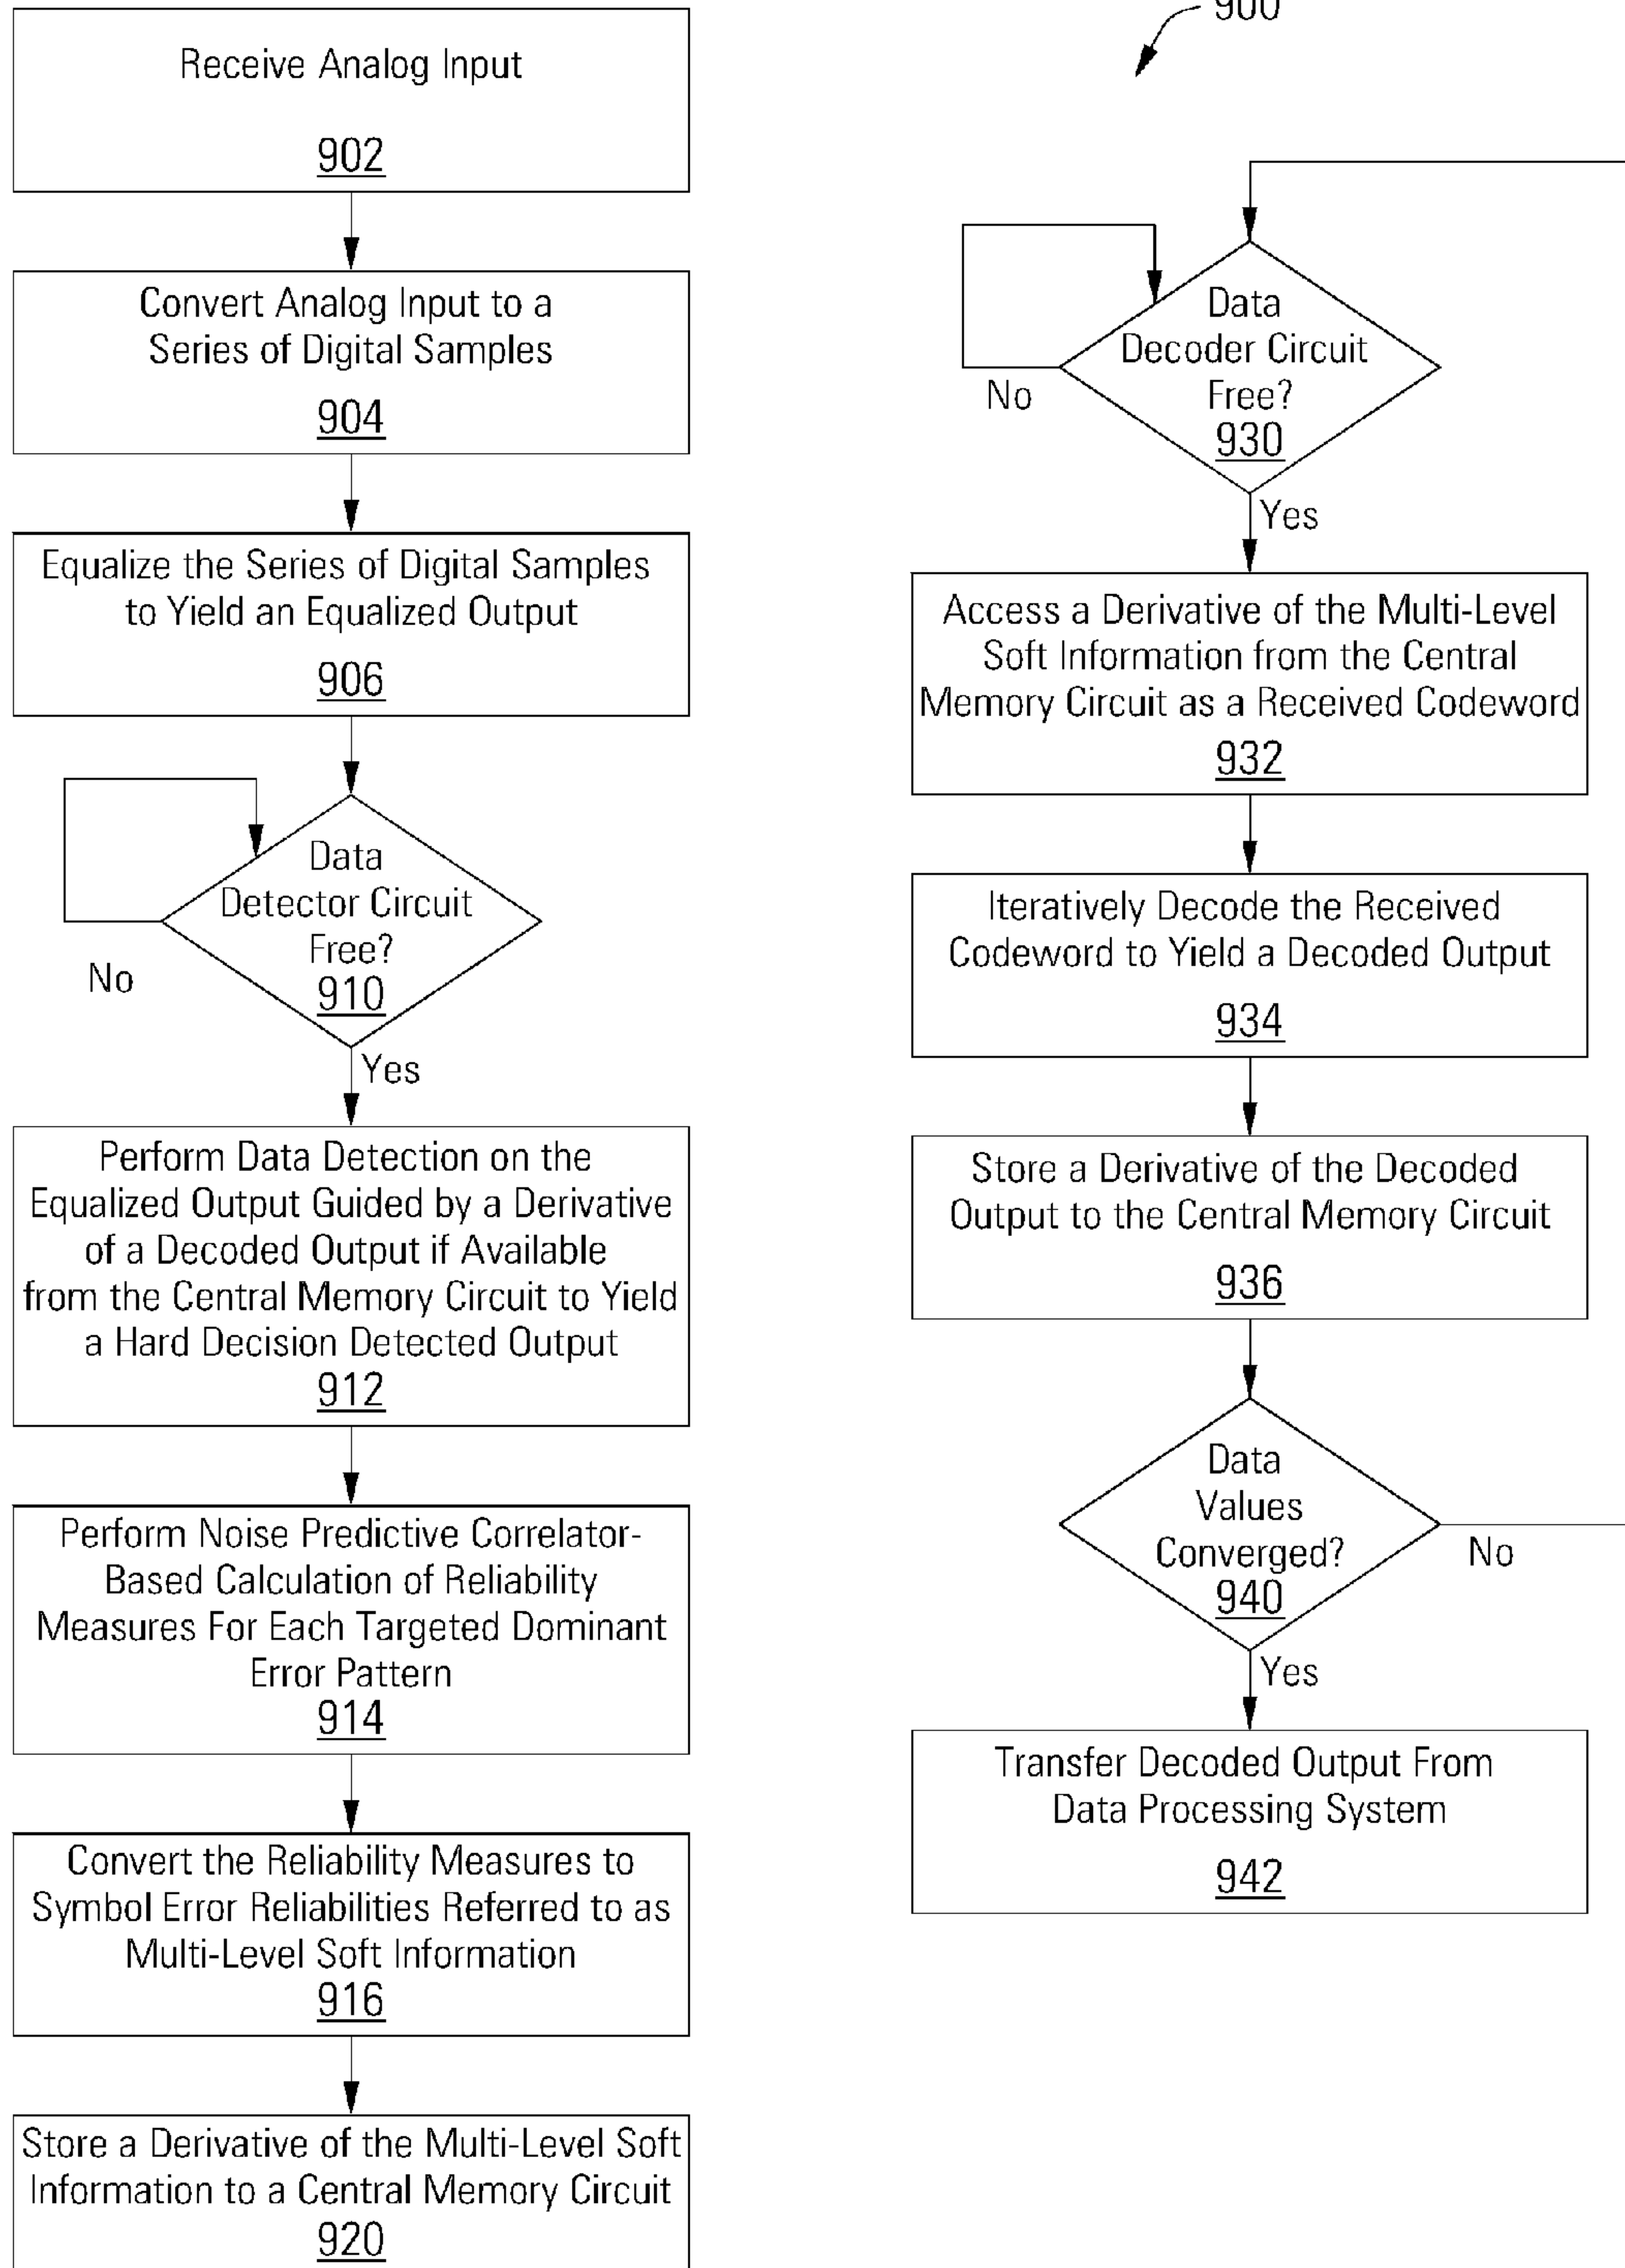 Receive Analog Input
902
Convert Analog Input to a
Series of Digital Samples
904
Equalize the Series of Digital Samples
to Yield an Equalized Output
906
Data
Detector Circuit
Free?
910
No
Yes
Perform Data Detection on the
Equalized Output Guided by a Derivative
of a Decoded Output if Available
from the Central Memory Circuit to Yield
a Hard Decision Detected Output
912
Perform Noise Predictive Correlator-
Based Calculation of Reliability
Measures For Each Targeted Dominant
Error Pattern
914
Convert the Reliability Measures to
Symbol Error Reliabilities Referred to as
Multi-Level Soft Information
916
Store a Derivative of the Multi-Level Soft
Information to a Central Memory Circuit
920
900
Data
Decoder Circuit
Free?
930
No
Yes
Access a Derivative of the Multi-Level
Soft Information from the Central
Memory Circuit as a Received Codeword
932
Iteratively Decode the Received
Codeword to Yield a Decoded Output
934
Store a Derivative of the Decoded
Output to the Central Memory Circuit
936
Data
Values
Converged?
940
No
Yes
Transfer Decoded Output From
Data Processing System
942